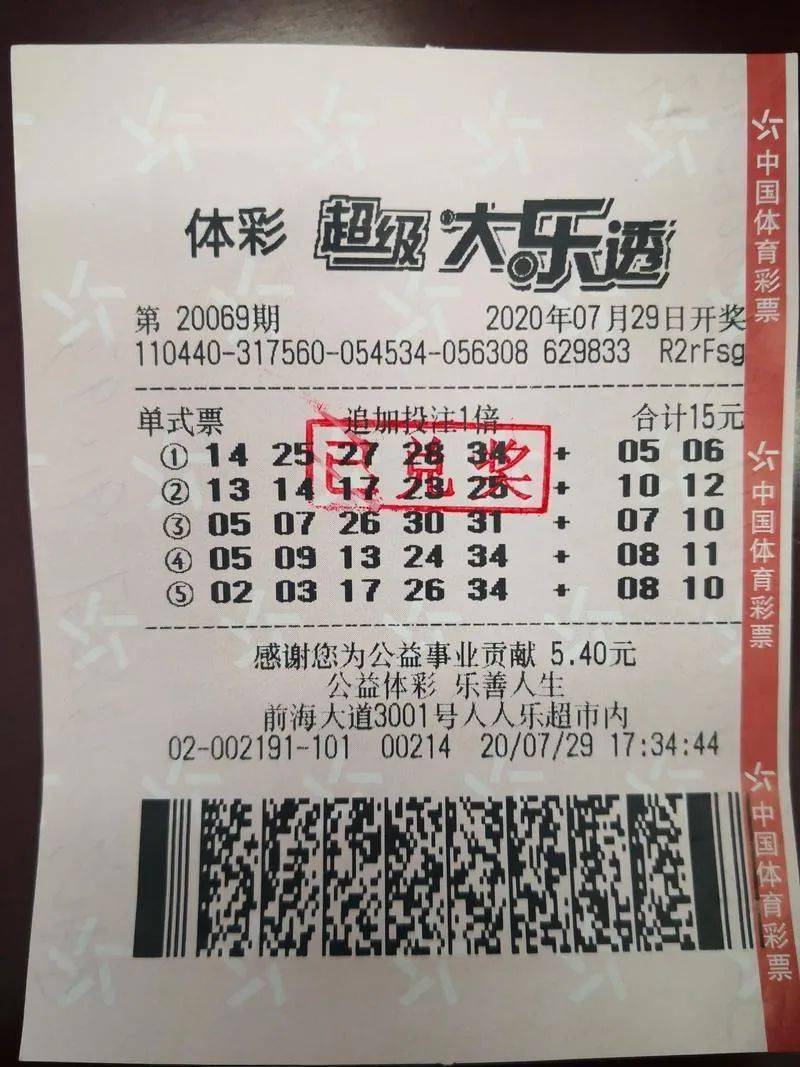 体彩 超级大乐透
第 20069期 2020年07月29日开奖
110440-317560-054534-056308 629833 R2rFsg
单式票 追加投注1倍 合计15元
① 14 25 27 28 34 + 05 06
② 13 14 17 23 25 + 10 12
③ 05 07 26 30 31 + 07 10
④ 05 09 13 24 34 + 08 11
⑤ 02 03 17 26 34 + 08 10
已兑奖
感谢您为公益事业贡献 5.40元
公益体彩 乐善人生
前海大道3001号人人乐超市内
02-002191-101 00214 20/07/29 17:34:44
中国体育彩票
中国体育彩票
中国体育彩票